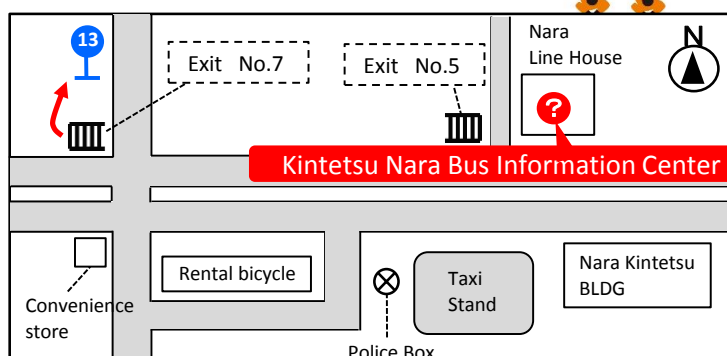 13
Exit No.7
Exit No.5
Nara
Line House
N
?
Kintetsu Nara Bus Information Center
Convenience
store
Rental bicycle
Taxi
Stand
Nara Kintetsu
BLDG
Police Box